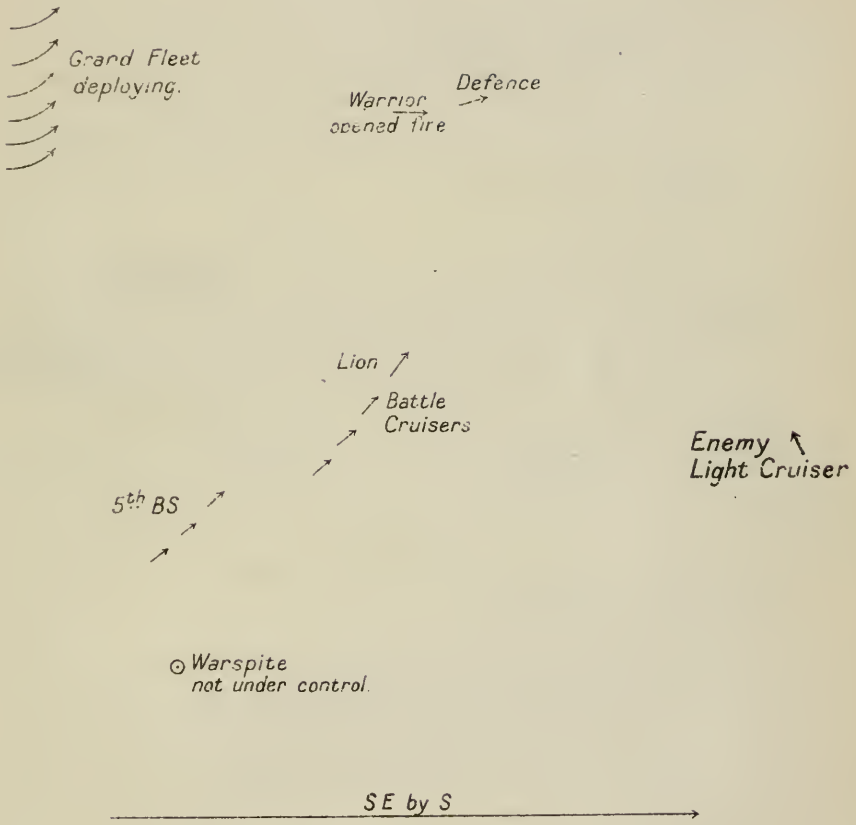 Grand Fleet
deploying.
Defence
Warrior
opened fire
Lion
Battle
Cruisers
Enemy
Light Cruiser
5th BS
Warspite
not under control.
SE by S